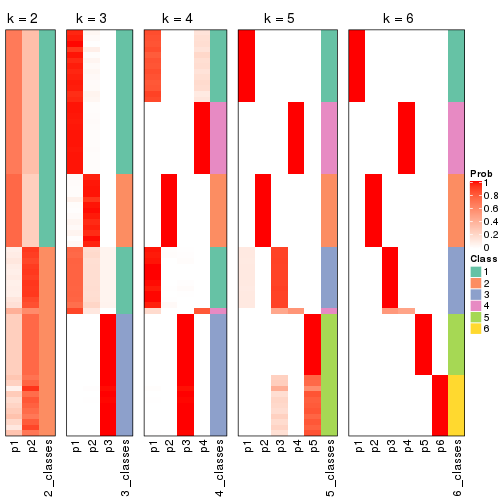 k = 2
k = 3
k = 4
k = 5
k = 6
Prob
1
0.8
0.6
0.4
0.2
0
Class
1
2
3
4
5
6
p1
p2
2_classes
p1
p2
p3
3_classes
p1
p2
p3
p4
4_classes
p1
p2
p3
p4
p5
5_classes
p1
p2
p3
p4
p5
p6
6_classes